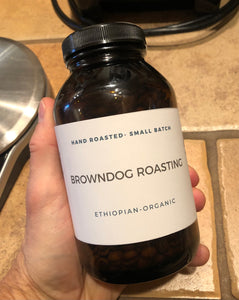 HAND ROASTED- SMALL BATCH
BROWNDOG ROASTING
ETHIOPIAN-ORGANIC